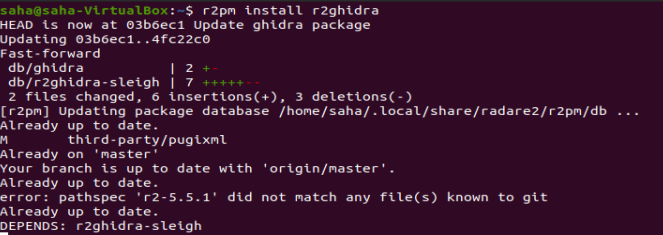 saha@saha-VirtualBox:~$ r2pm install r2ghidra
HEAD is now at 03b6ec1 Update ghidra package
Updating 03b6ec1..4fc22c0
Fast-forward
 db/ghidra          | 2 +-
 db/r2ghidra-sleigh | 7 +++++--
 2 files changed, 6 insertions(+), 3 deletions(-)
[r2pm] Updating package database /home/saha/.local/share/radare2/r2pm/db ...
Already up to date.
M       third-party/pugixml
Already on 'master'
Your branch is up to date with 'origin/master'.
Already up to date.
error: pathspec 'r2-5.5.1' did not match any file(s) known to git
Already up to date.
DEPENDS: r2ghidra-sleigh